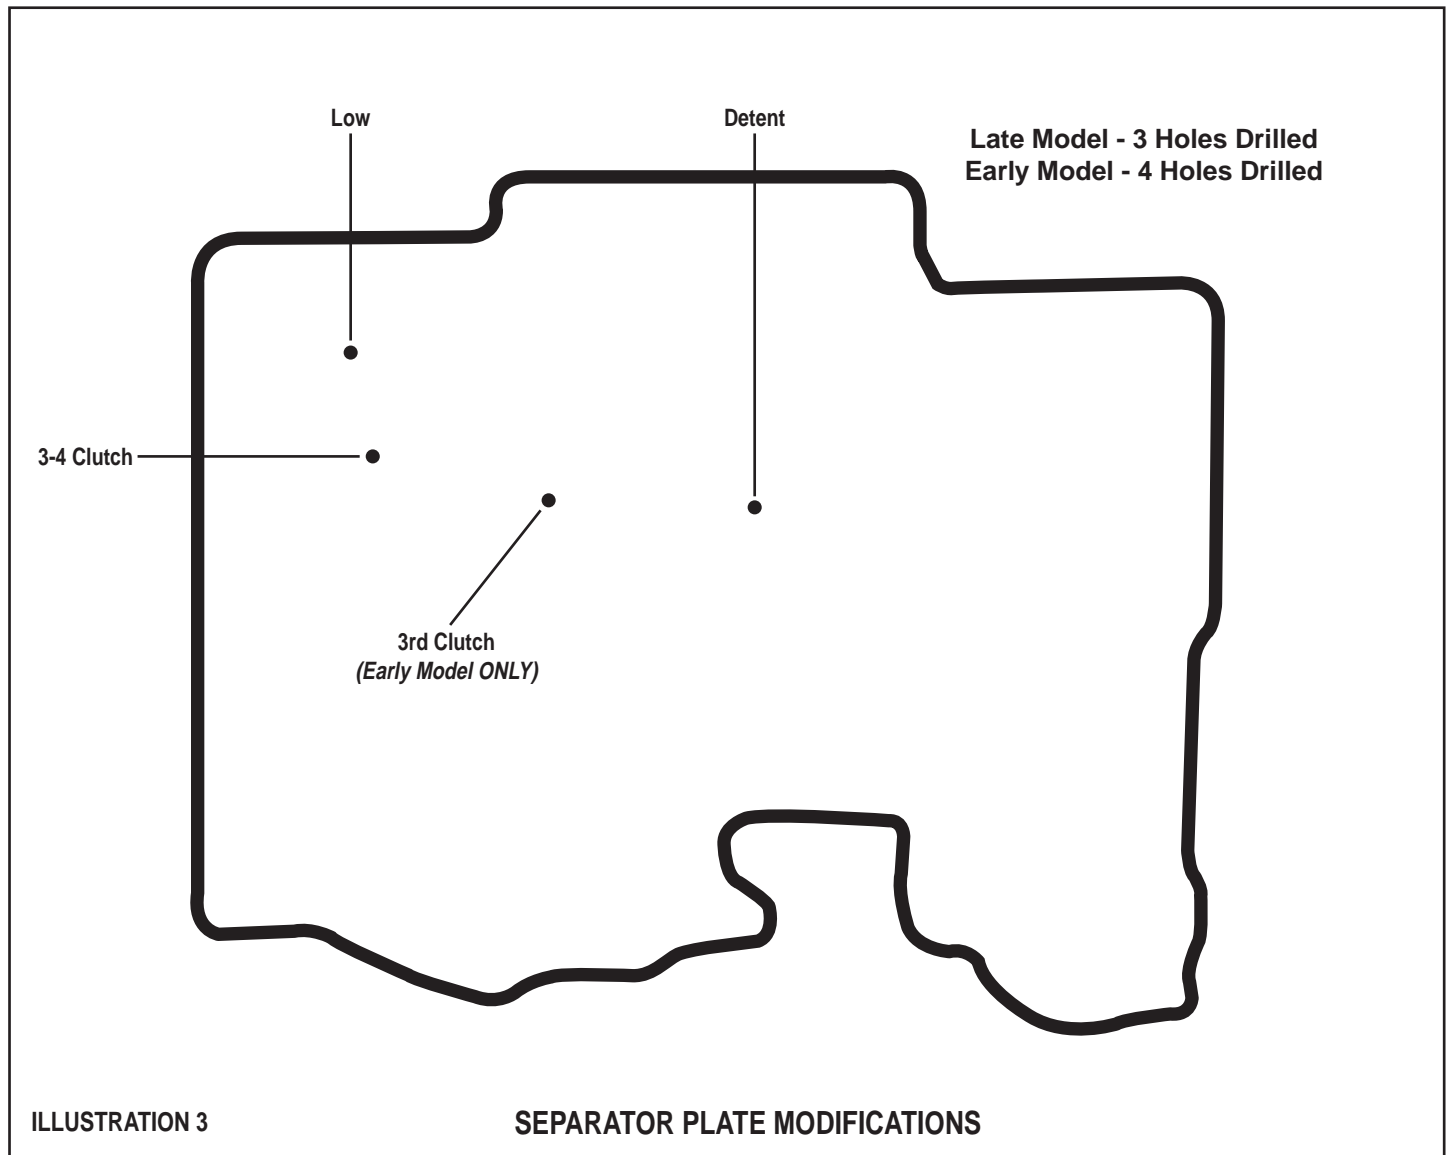 Low
Detent
Late Model - 3 Holes Drilled
Early Model - 4 Holes Drilled
3-4 Clutch
3rd Clutch
(Early Model ONLY)
ILLUSTRATION 3
SEPARATOR PLATE MODIFICATIONS